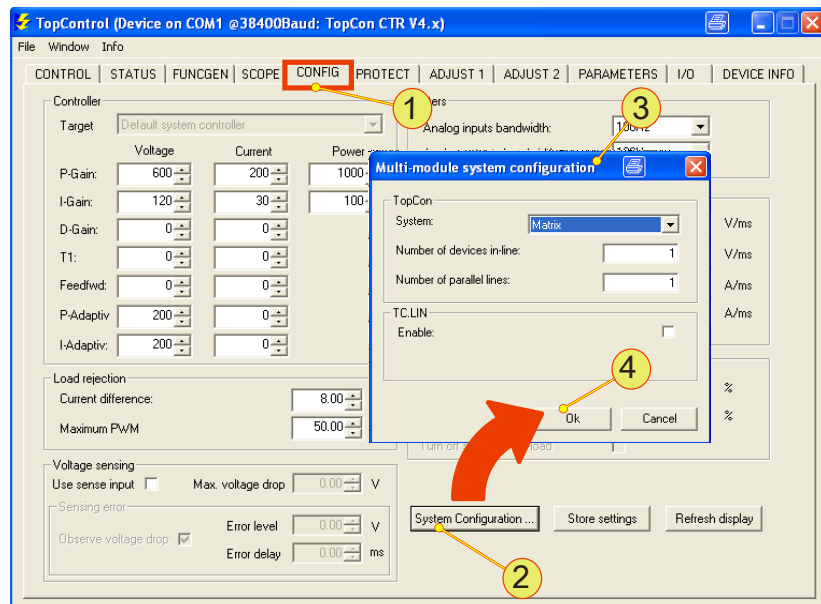 TopControl (Device on COM1 @38400Baud: TopCon CTR V4.x)
File Window Info
CONTROL STATUS FUNCGEN SCOPE CONFIG PROTECT ADJUST 1 ADJUST 2 PARAMETERS I/O DEVICE INFO
1
Controller
Target Default system controller
Voltage Current Power
P-Gain: 600 200 1000
I-Gain: 120 30 100
D-Gain: 0 0
T1: 0 0
Feedfwd: 0 0
P-Adaptiv 200 0
I-Adaptiv: 200 0
Analog inputs bandwidth:
3
Multi-module system configuration
TopCon
System: Matrix
Number of devices in-line: 1
Number of parallel lines: 1
TC.LIN
Enable:
4
Ok Cancel
V/ms
V/ms
A/ms
A/ms
%
%
Load rejection
Current difference: 8.00
Maximum PWM 50.00
Voltage sensing
Use sense input Max. voltage drop 0.00 V
Sensing error
Observe voltage drop
Error level 0.00 V
Error delay 0.00 ms
System Configuration ... Store settings Refresh display
2